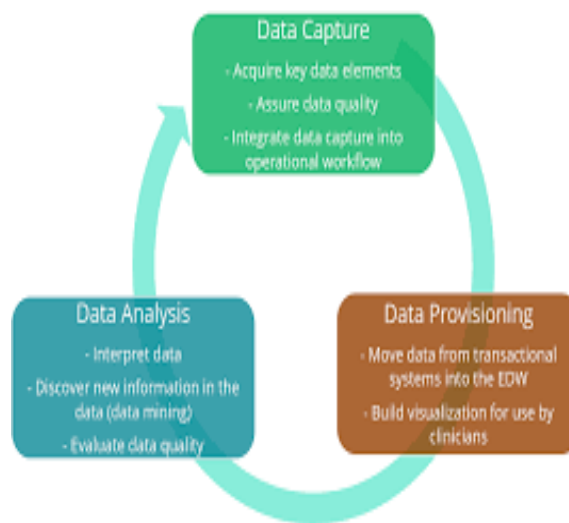 Data Capture
- Acquire key data elements
- Assure data quality
- Integrate data capture into
operational workflow
Data Analysis
- Interpret data
- Discover new information in the
data (data mining)
- Evaluate data quality
Data Provisioning
- Move data from transactional
systems into the EDW
- Build visualization for use by
clinicians